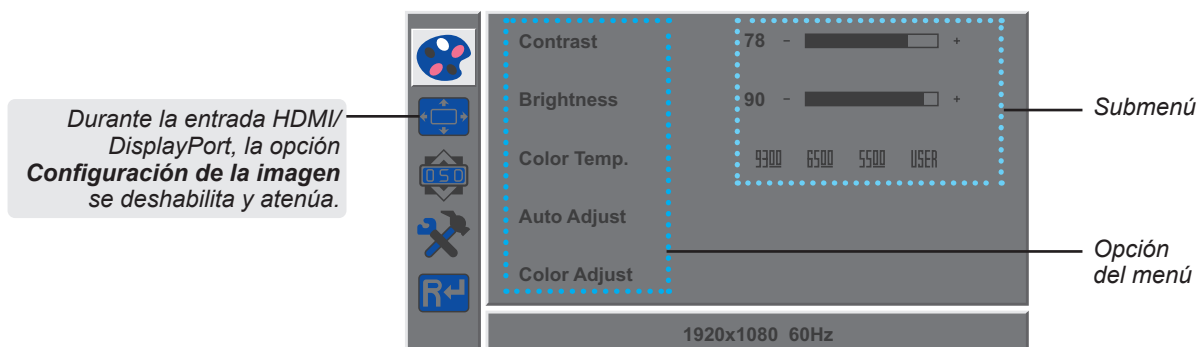 Contrast 78 - +
Brightness 90 - +
Color Temp. 9300 6500 5500 USER
Auto Adjust
Color Adjust
1920x1080 60Hz
OSD
R
Durante la entrada HDMI/
DisplayPort, la opción
Configuración de la imagen
se deshabilita y atenúa.
Submenú
Opción
del menú